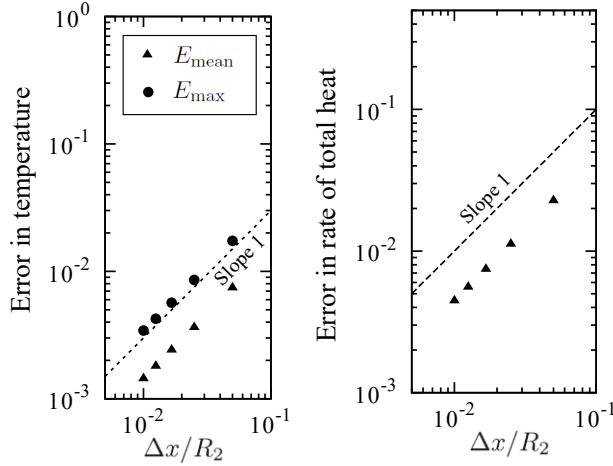 Error in temperature
10^0
10^-1
10^-2
10^-3
E_mean
E_max
Slope 1
10^-2
10^-1
Δx/R_2
Error in rate of total heat
10^-1
10^-2
10^-3
Slope 1
10^-2
10^-1
Δx/R_2